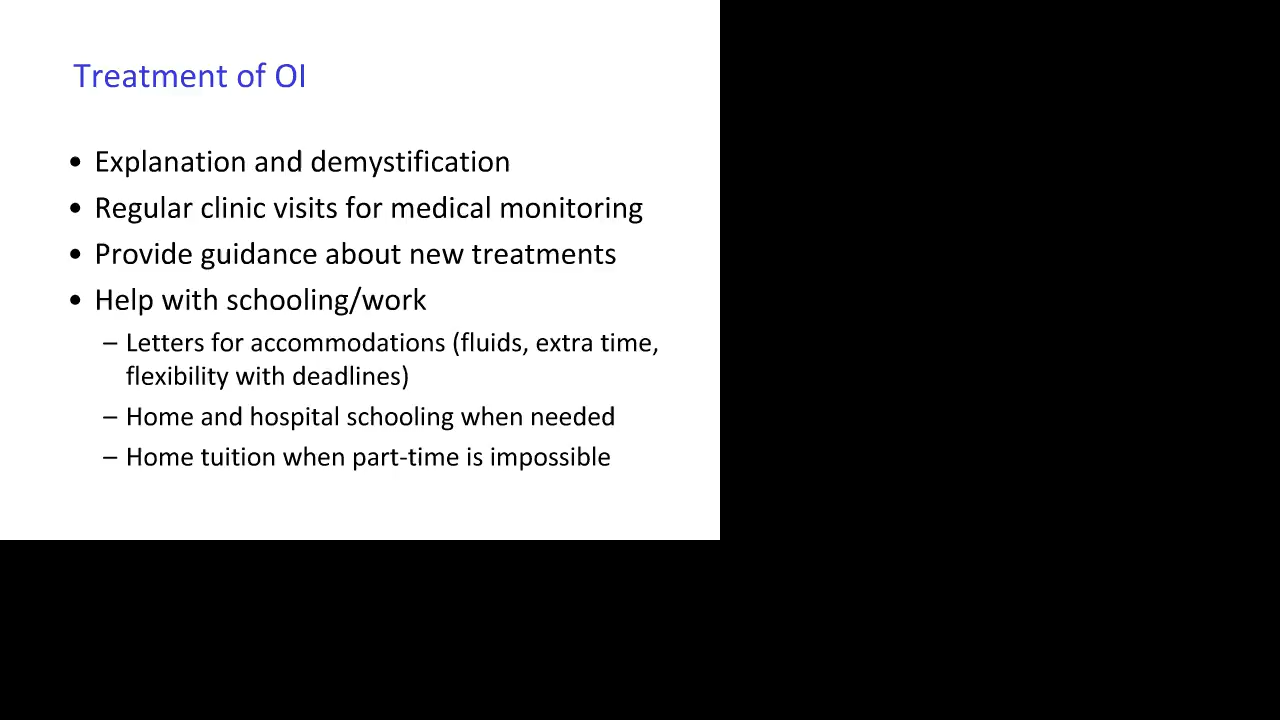 Treatment of OI
• Explanation and demystification
• Regular clinic visits for medical monitoring
• Provide guidance about new treatments
• Help with schooling/work
– Letters for accommodations (fluids, extra time,
flexibility with deadlines)
– Home and hospital schooling when needed
– Home tuition when part-time is impossible